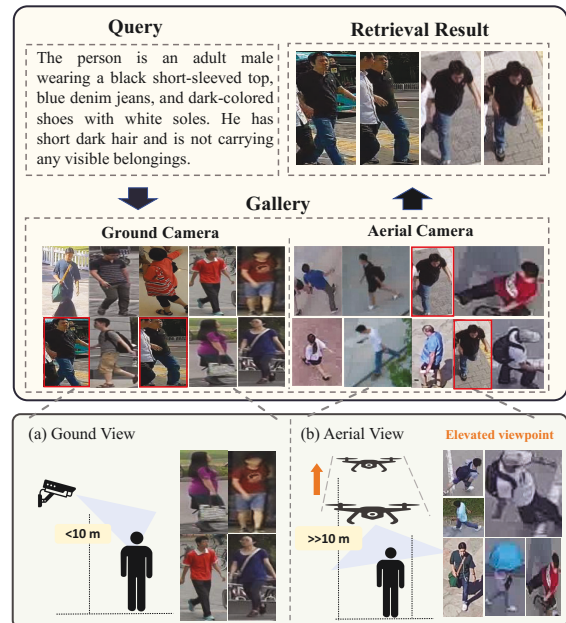 Query
The person is an adult male
wearing a black short-sleeved top,
blue denim jeans, and dark-colored
shoes with white soles. He has
short dark hair and is not carrying
any visible belongings.
Retrieval Result
Gallery
Ground Camera
Aerial Camera
(a) Gound View
<10 m
(b) Aerial View
Elevated viewpoint
>>10 m